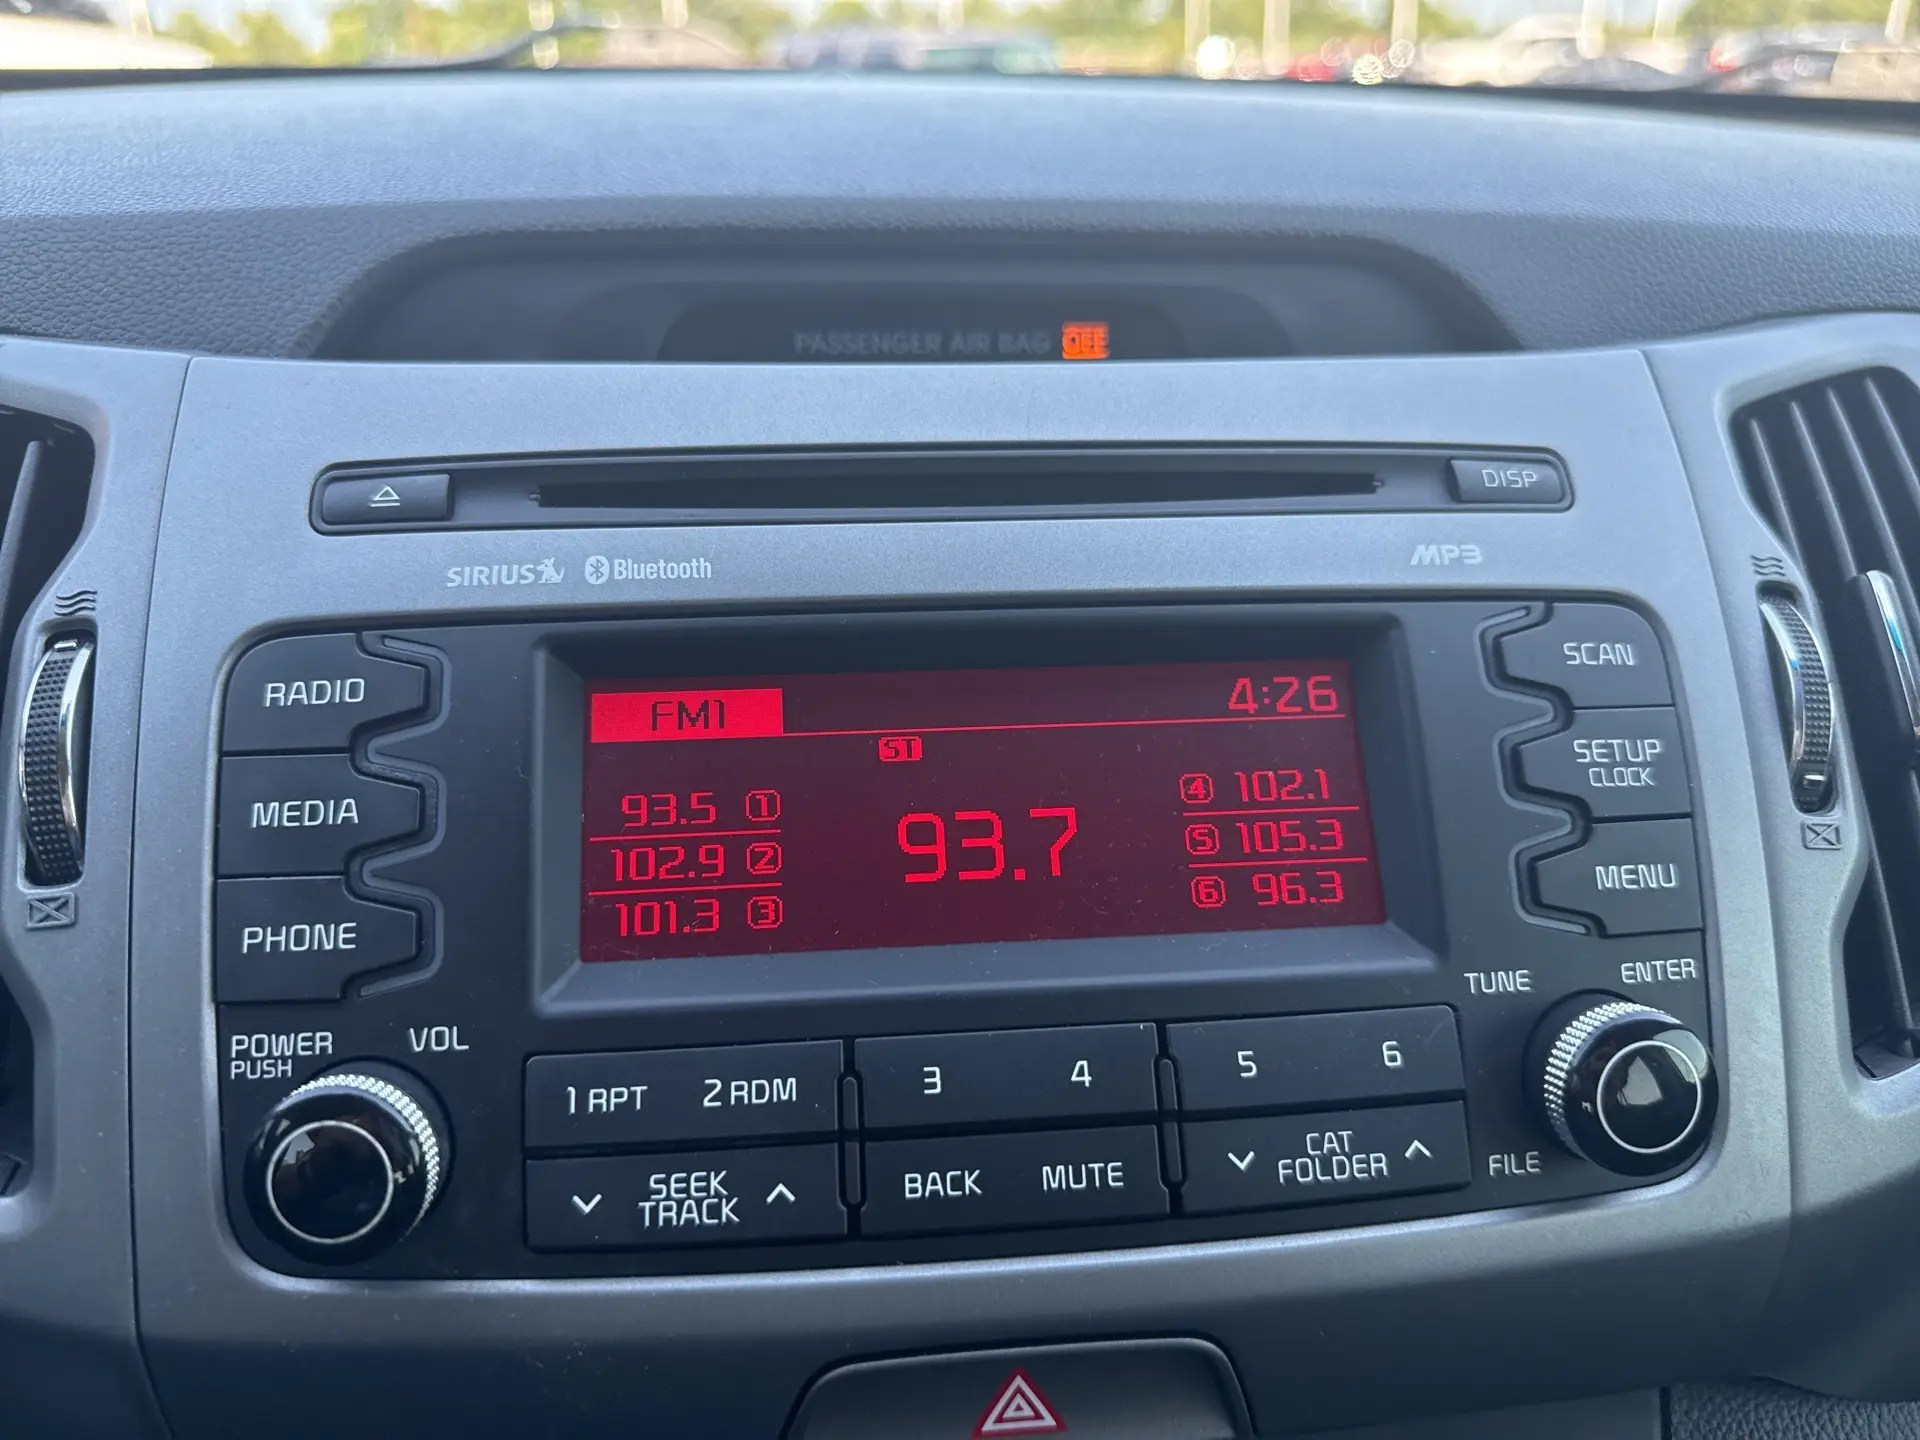 PASSENGER AIR BAG OFF
DISP
SIRIUS Bluetooth
MP3
RADIO
MEDIA
PHONE
FM1
4:26
ST
93.5 1
102.9 2
101.3 3
93.7
4 102.1
5 105.3
6 96.3
SCAN
SETUP
CLOCK
MENU
POWER
PUSH
VOL
TUNE
ENTER
1 RPT
2 RDM
3
4
5
6
SEEK
TRACK
BACK
MUTE
CAT
FOLDER
FILE